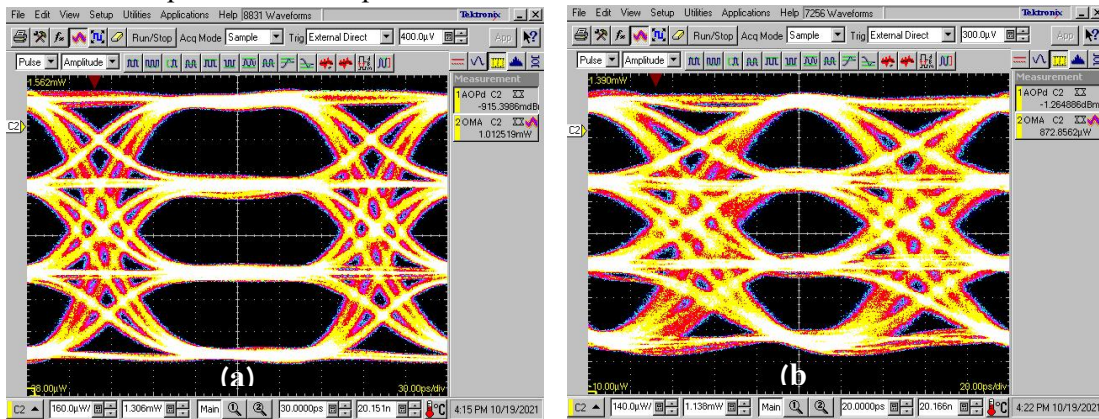 File Edit View Setup Utilities Applications Help 8831 Waveforms Tektronix
Run/Stop Acq Mode Sample Trig External Direct 400.0µV App
Pulse Amplitude
1.562mW
C2
Measurement
1 AOPd C2
-915.3986mdBm
2 OMA C2
1.012519mW
(a)
30.00ps/div
C2 160.0µW/ 1.306mW Main 30.0000ps 20.151n °C 4:15 PM 10/19/2021
File Edit View Setup Utilities Applications Help 7256 Waveforms Tektronix
Run/Stop Acq Mode Sample Trig External Direct 300.0µV App
Pulse Amplitude
1.390mW
C2
Measurement
1 AOPd C2
-1.264886dBm
2 OMA C2
872.8562µW
(b
-10.00µW
20.00ps/div
C2 140.0µW/ 1.138mW Main 20.0000ps 20.166n °C 4:22 PM 10/19/2021